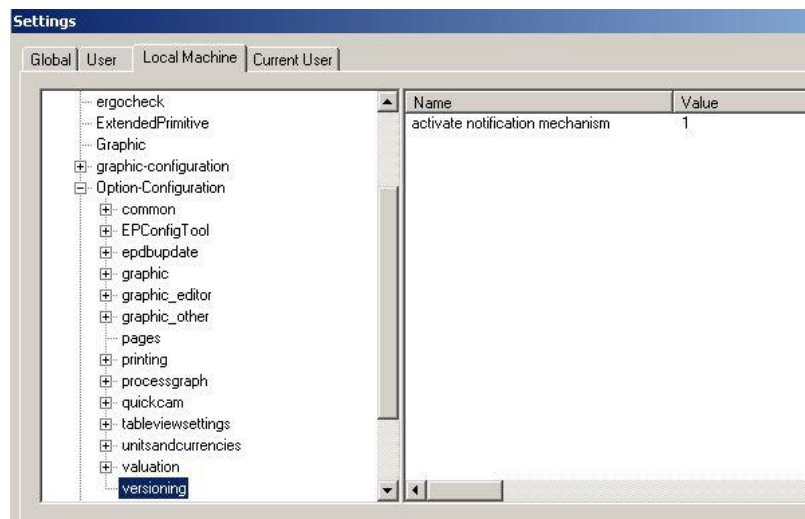 Settings
Global User Local Machine Current User
ergocheck
ExtendedPrimitive
Graphic
graphic-configuration
Option-Configuration
common
EPConfigTool
epdbupdate
graphic
graphic_editor
graphic_other
pages
printing
processgraph
quickcam
tableviewsettings
unitsandcurrencies
valuation
versioning
Name Value
activate notification mechanism 1